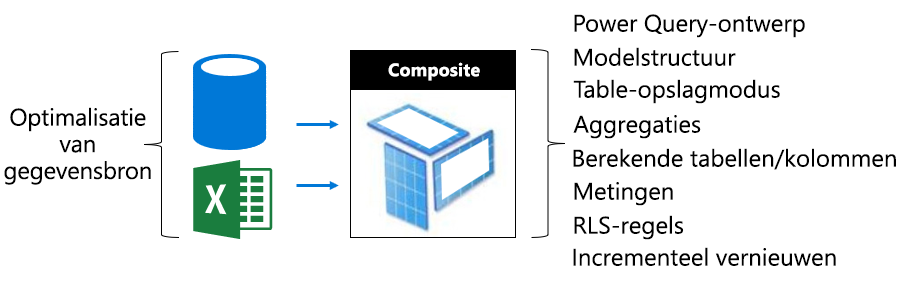 Optimalisatie
van
gegevensbron
X
Composite
Power Query-ontwerp
Modelstructuur
Table-opslagmodus
Aggregaties
Berekende tabellen/kolommen
Metingen
RLS-regels
Incrementeel vernieuwen